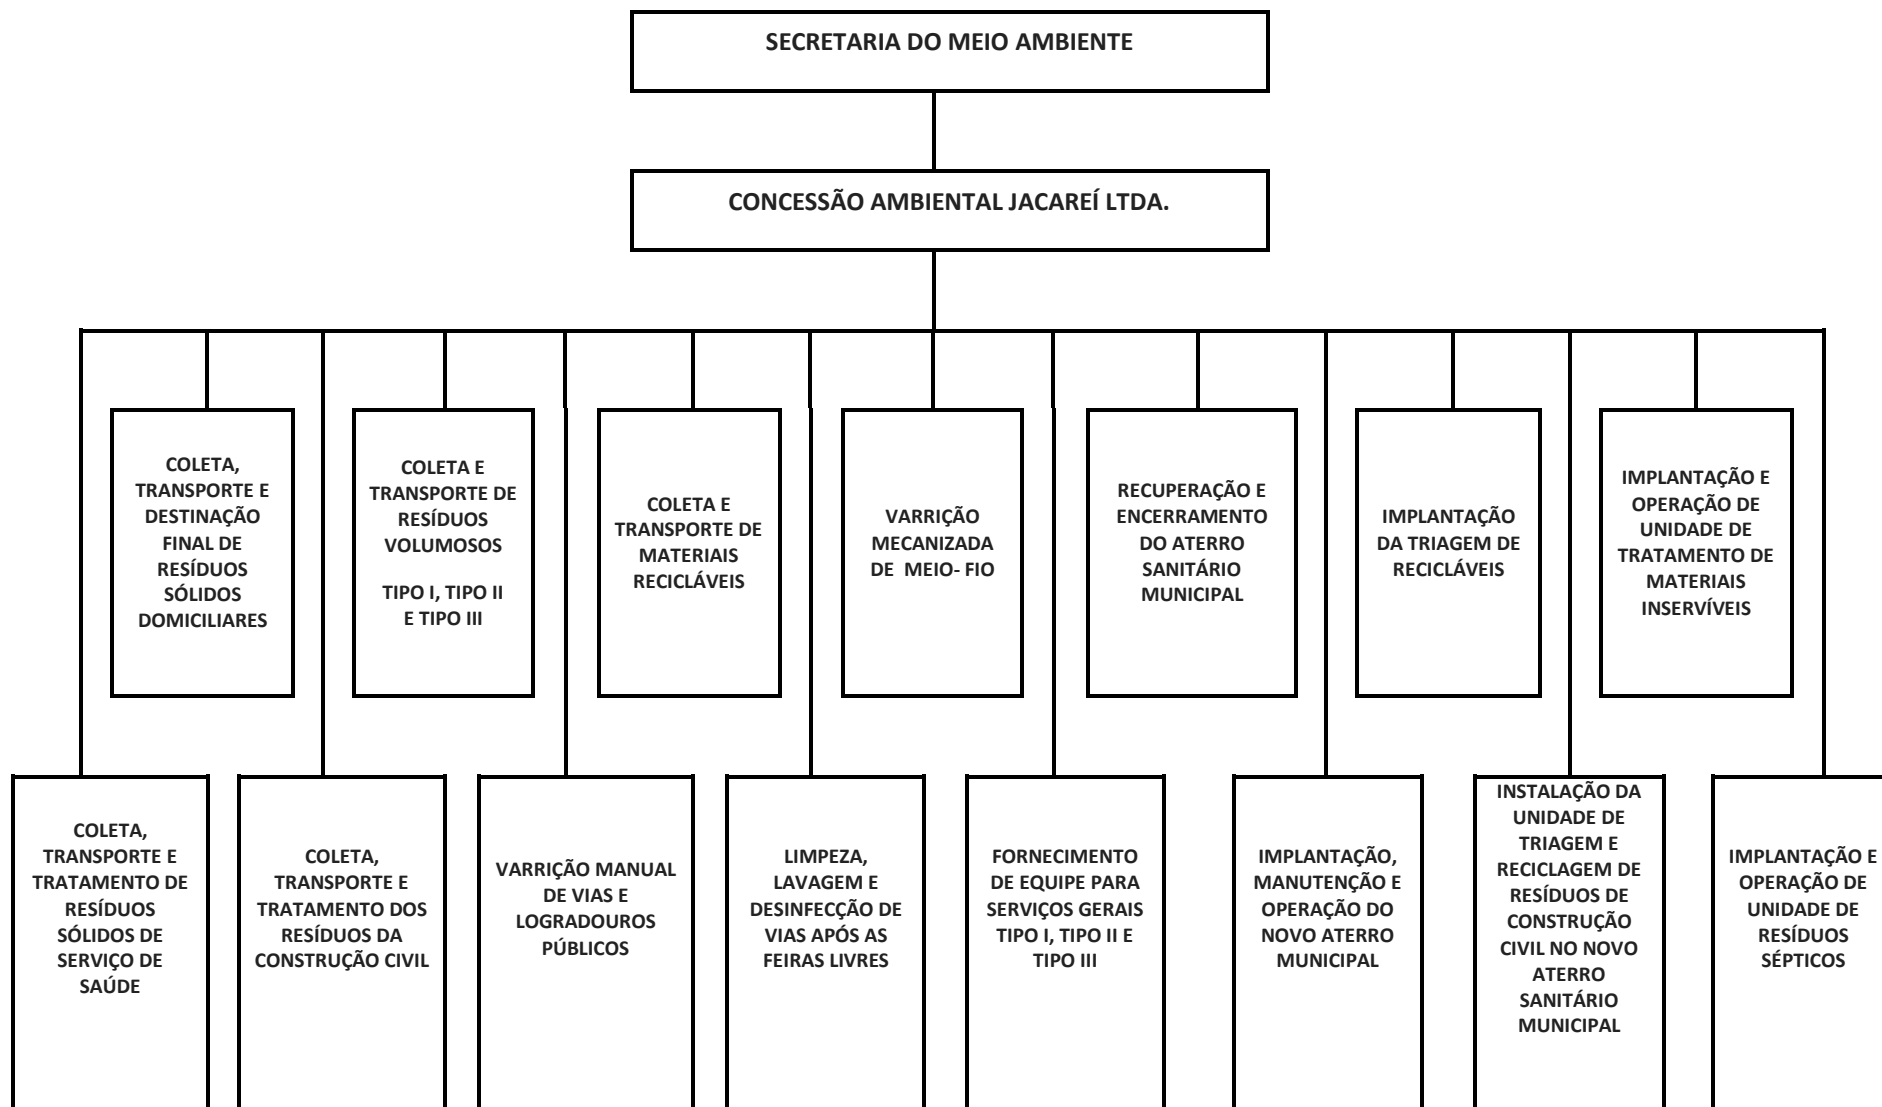 SECRETARIA DO MEIO AMBIENTE
CONCESSÃO AMBIENTAL JACAREÍ LTDA.
COLETA,
TRANSPORTE E
DESTINAÇÃO
FINAL DE
RESÍDUOS
SÓLIDOS
DOMICILIARES
COLETA E
TRANSPORTE DE
RESÍDUOS
VOLUMOSOS
TIPO I, TIPO II
E TIPO III
COLETA E
TRANSPORTE DE
MATERIAIS
RECICLÁVEIS
VARRIÇÃO
MECANIZADA
DE MEIO- FIO
RECUPERAÇÃO E
ENCERRAMENTO
DO ATERRO
SANITÁRIO
MUNICIPAL
IMPLANTAÇÃO
DA TRIAGEM DE
RECICLÁVEIS
IMPLANTAÇÃO E
OPERAÇÃO DE
UNIDADE DE
TRATAMENTO DE
MATERIAIS
INSERVÍVEIS
COLETA,
TRANSPORTE E
TRATAMENTO DE
RESÍDUOS
SÓLIDOS DE
SERVIÇO DE
SAÚDE
COLETA,
TRANSPORTE E
TRATAMENTO DOS
RESÍDUOS DA
CONSTRUÇÃO CIVIL
VARRIÇÃO MANUAL
DE VIAS E
LOGRADOUROS
PÚBLICOS
LIMPEZA,
LAVAGEM E
DESINFECÇÃO DE
VIAS APÓS AS
FEIRAS LIVRES
FORNECIMENTO
DE EQUIPE PARA
SERVIÇOS GERAIS
TIPO I, TIPO II E
TIPO III
IMPLANTAÇÃO,
MANUTENÇÃO E
OPERAÇÃO DO
NOVO ATERRO
MUNICIPAL
INSTALAÇÃO DA
UNIDADE DE
TRIAGEM E
RECICLAGEM DE
RESÍDUOS DE
CONSTRUÇÃO
CIVIL NO NOVO
ATERRO
SANITÁRIO
MUNICIPAL
IMPLANTAÇÃO E
OPERAÇÃO DE
UNIDADE DE
RESÍDUOS
SÉPTICOS